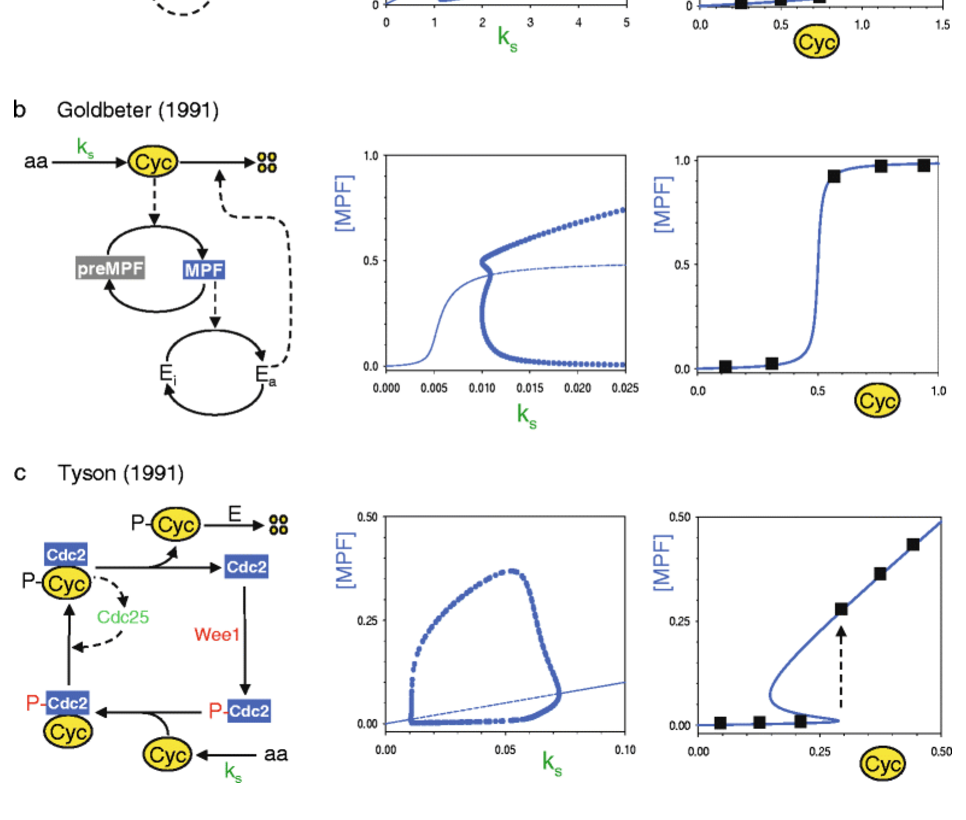 0
0 1 2 3 4 5
ks
0
0.0 0.5 1.0 1.5
Cyc
b Goldbeter (1991)
aa ks Cyc
preMPF MPF
Ei Ea
[MPF]
1.0
0.5
0.0
0.000 0.005 0.010 0.015 0.020 0.025
ks
[MPF]
1.0
0.5
0.0
0.0 0.5 1.0
Cyc
c Tyson (1991)
P-Cyc E
Cdc2
P-Cyc
Cdc2
Cdc25
Wee1
P-Cdc2
Cyc
P-Cdc2
Cyc aa
ks
[MPF]
0.50
0.25
0.00
0.00 0.05 0.10
ks
[MPF]
0.50
0.25
0.00
0.00 0.25 0.50
Cyc